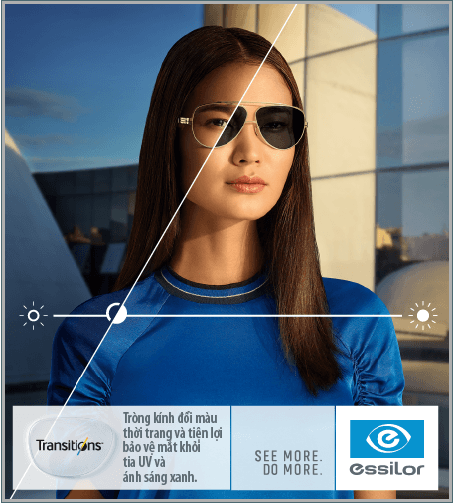 Transitions™
Tròng kính đổi màu
thời trang và tiện lợi
bảo vệ mắt khỏi
tia UV và
ánh sáng xanh.
SEE MORE.
DO MORE.
essilor